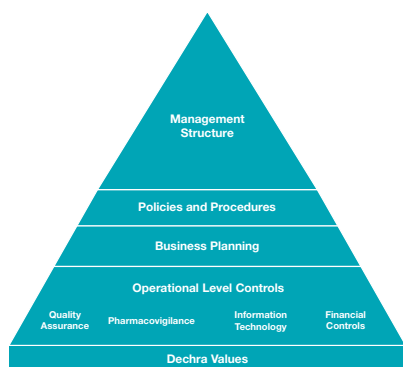 Management
Structure
Policies and Procedures
Business Planning
Operational Level Controls
Quality
Assurance
Pharmacovigilance
Information
Technology
Financial
Controls
Dechra Values